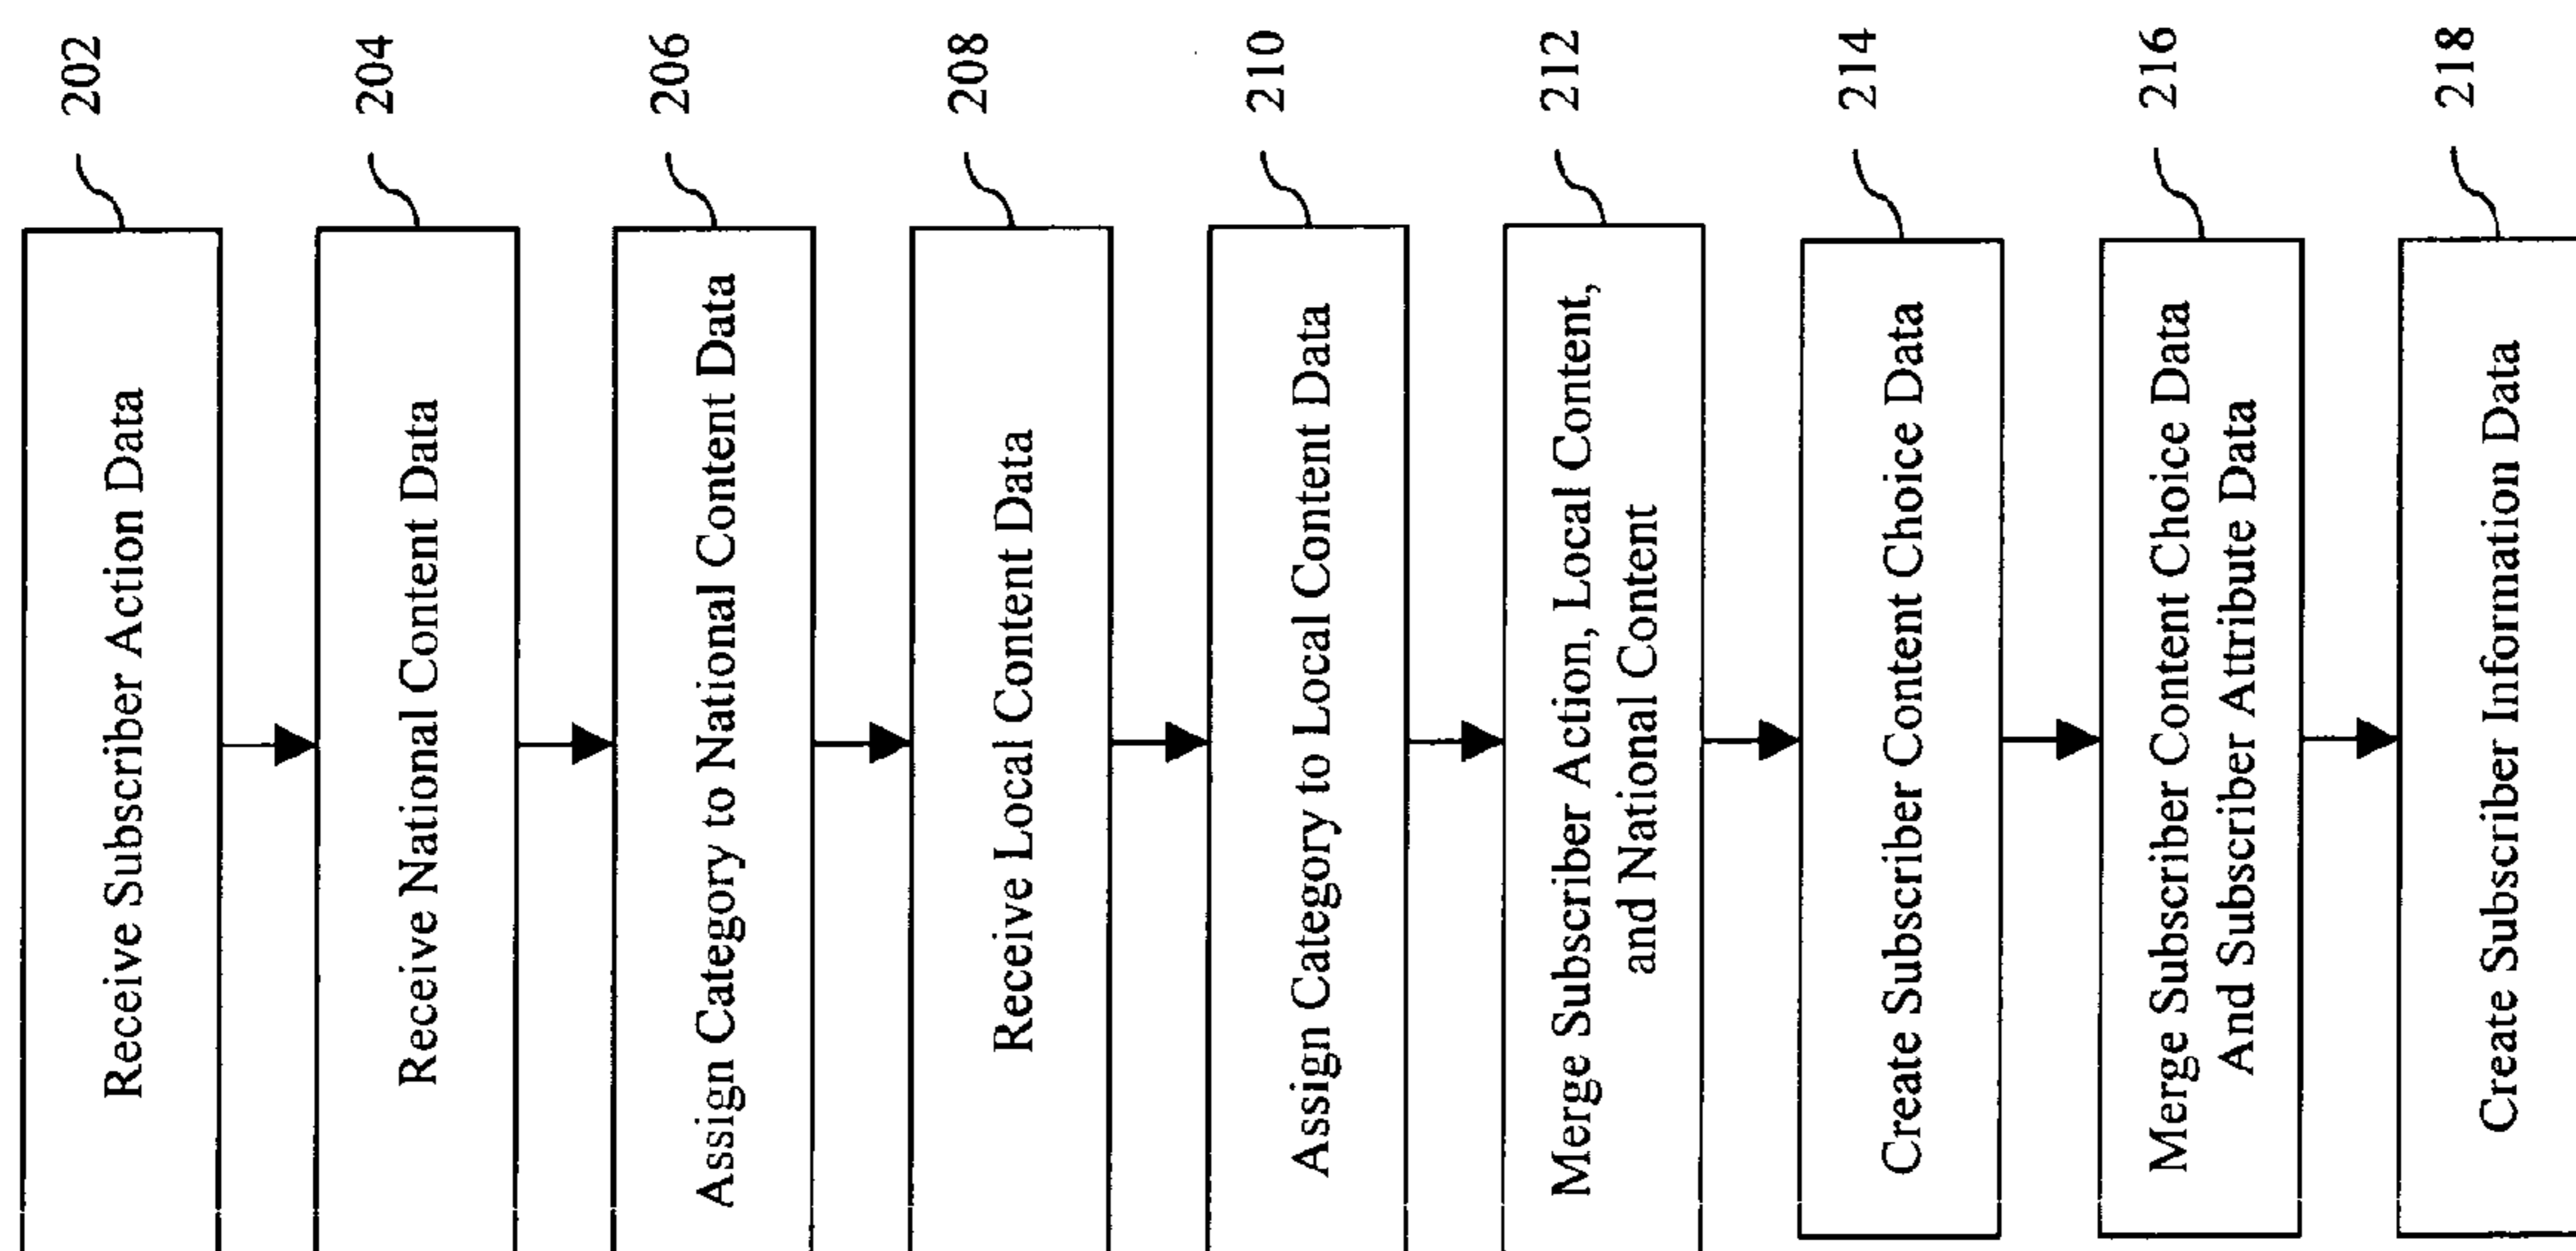 Receive Subscriber Action Data
202
Receive National Content Data
204
Assign Category to National Content Data
206
Receive Local Content Data
208
Assign Category to Local Content Data
210
Merge Subscriber Action, Local Content,
and National Content
212
Create Subscriber Content Choice Data
214
Merge Subscriber Content Choice Data
And Subscriber Attribute Data
216
Create Subscriber Information Data
218